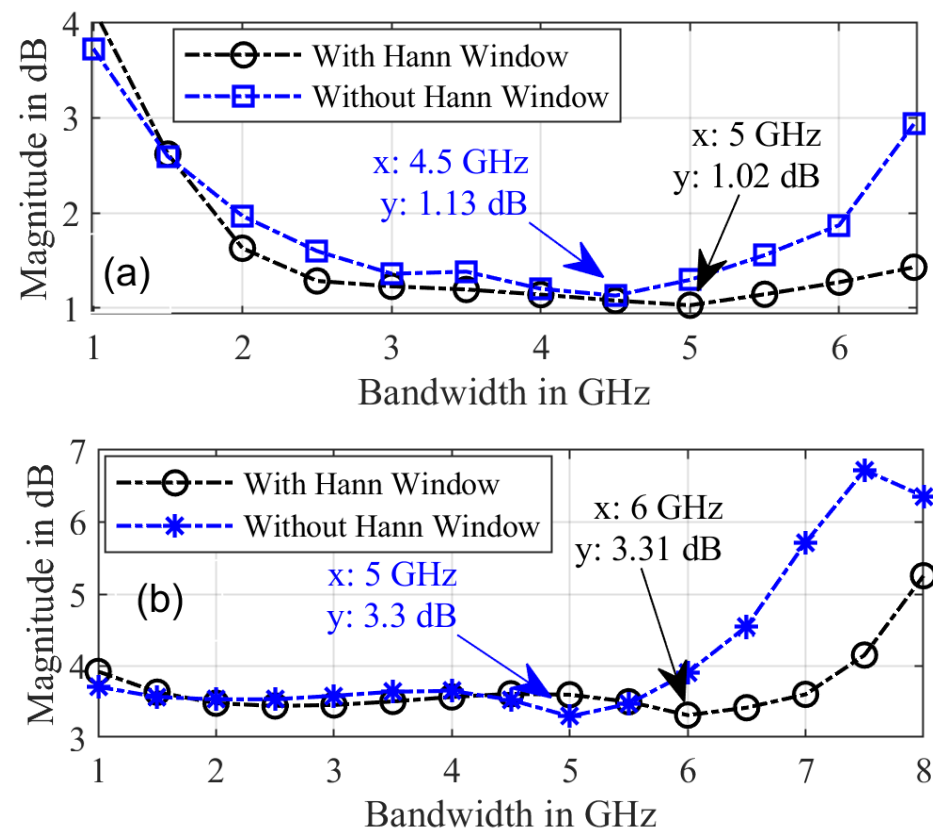 4
With Hann Window
Without Hann Window
3
x: 5 GHz
y: 1.02 dB
x: 4.5 GHz
y: 1.13 dB
2
(a)
1
Magnitude in dB
1 2 3 4 5 6
Bandwidth in GHz
7
With Hann Window
Without Hann Window
6
x: 6 GHz
y: 3.31 dB
5
x: 5 GHz
y: 3.3 dB
(b)
4
3
Magnitude in dB
1 2 3 4 5 6 7 8
Bandwidth in GHz